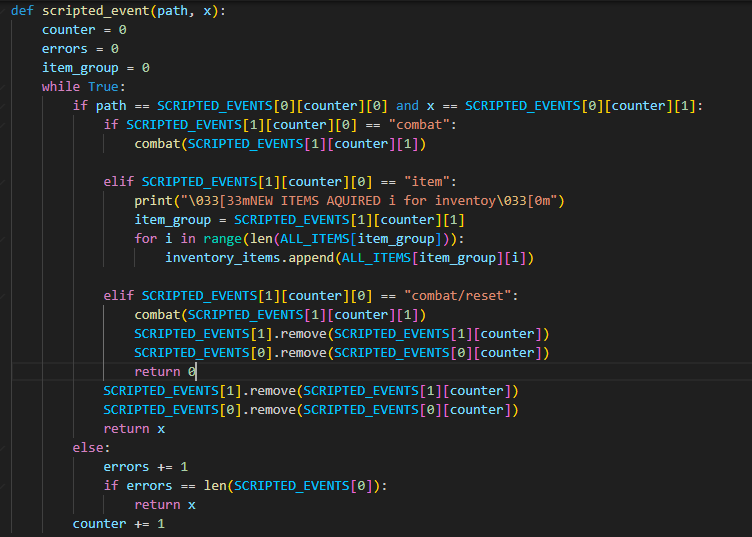 def scripted_event(path, x):
    counter = 0
    errors = 0
    item_group = 0
    while True:
        if path == SCRIPTED_EVENTS[0][counter][0] and x == SCRIPTED_EVENTS[0][counter][1]:
            if SCRIPTED_EVENTS[1][counter][0] == "combat":
                combat(SCRIPTED_EVENTS[1][counter][1])

            elif SCRIPTED_EVENTS[1][counter][0] == "item":
                print("\033[33mNEW ITEMS AQUIRED i for inventoy\033[0m")
                item_group = SCRIPTED_EVENTS[1][counter][1]
                for i in range(len(ALL_ITEMS[item_group])):
                    inventory_items.append(ALL_ITEMS[item_group][i])

            elif SCRIPTED_EVENTS[1][counter][0] == "combat/reset":
                combat(SCRIPTED_EVENTS[1][counter][1])
                SCRIPTED_EVENTS[1].remove(SCRIPTED_EVENTS[1][counter])
                SCRIPTED_EVENTS[0].remove(SCRIPTED_EVENTS[0][counter])
                return 0
            SCRIPTED_EVENTS[1].remove(SCRIPTED_EVENTS[1][counter])
            SCRIPTED_EVENTS[0].remove(SCRIPTED_EVENTS[0][counter])
            return x
        else:
            errors += 1
            if errors == len(SCRIPTED_EVENTS[0]):
                return x
        counter += 1